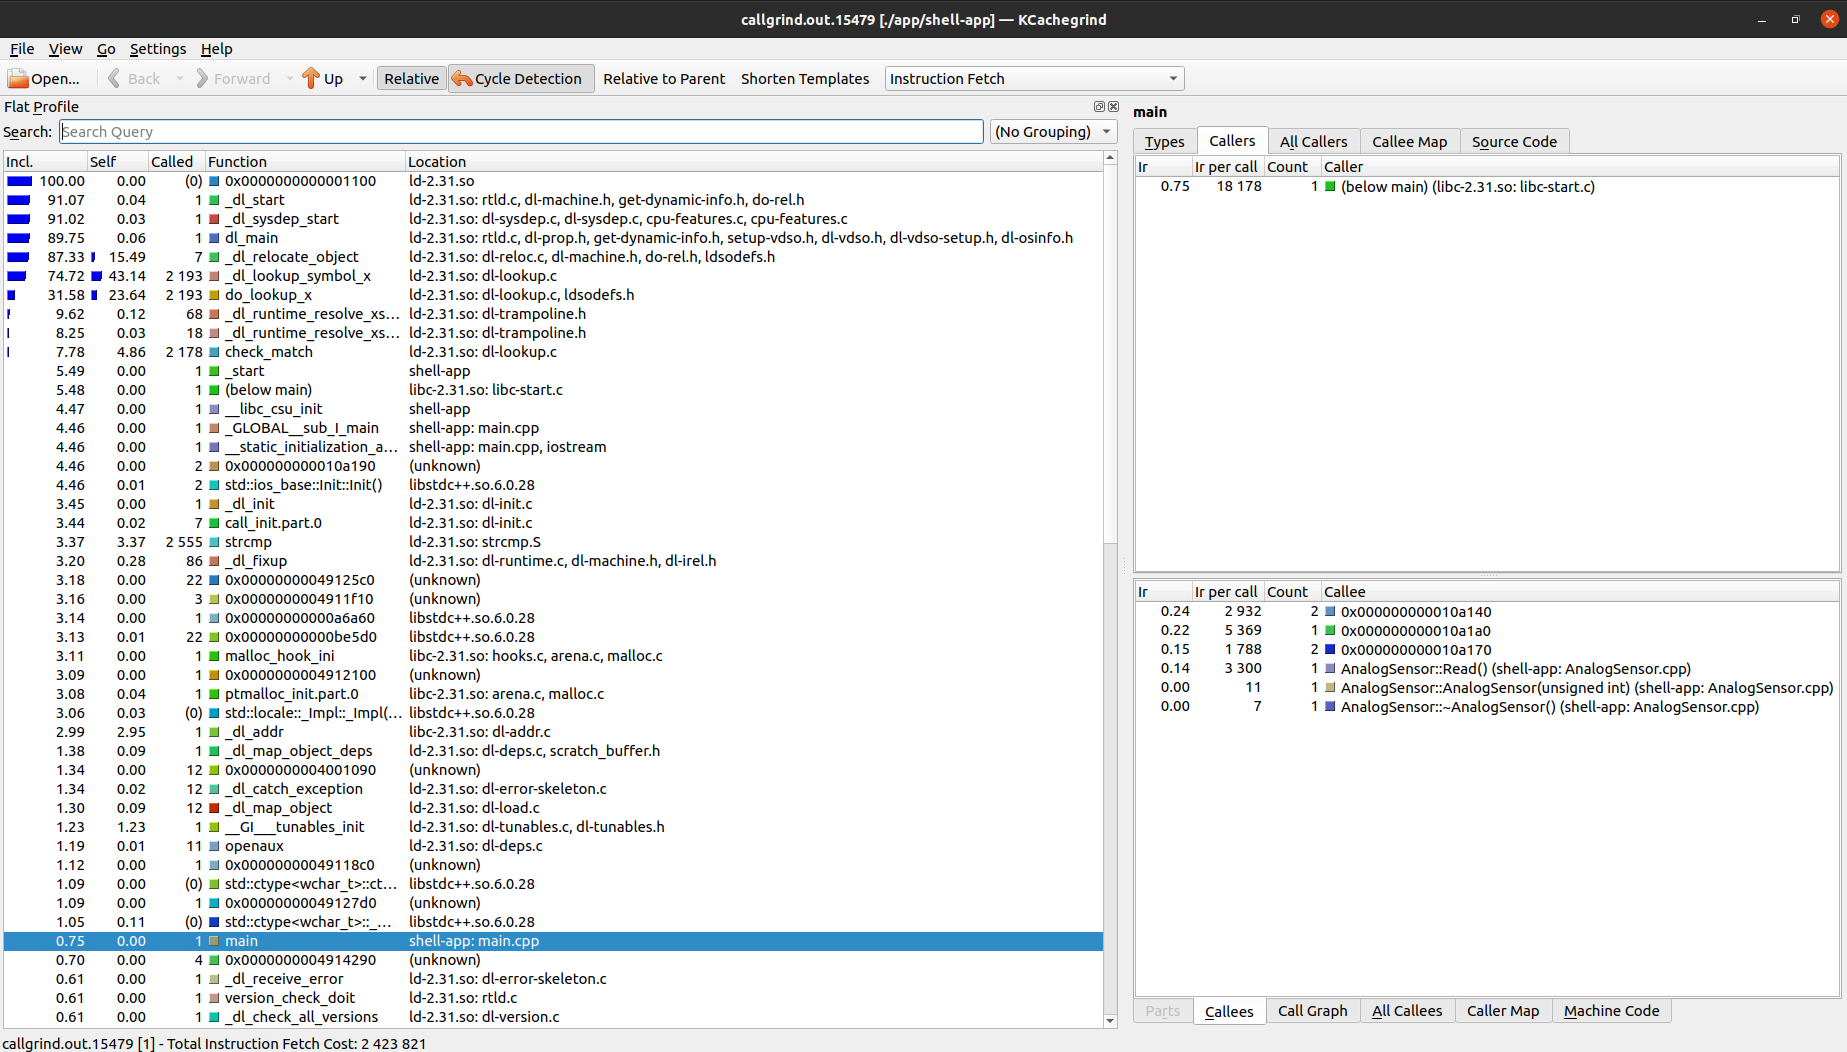 callgrind.out.15479 [./app/shell-app] — KCachegrind
File View Go Settings Help
Open... Back Forward Up Relative Cycle Detection Relative to Parent Shorten Templates Instruction Fetch
Flat Profile
Search: Search Query (No Grouping)
Incl. Self Called Function Location
100.00 0.00 (0) 0x0000000000001100 ld-2.31.so
91.07 0.04 1 _dl_start ld-2.31.so: rtld.c, dl-machine.h, get-dynamic-info.h, do-rel.h
91.02 0.03 1 _dl_sysdep_start ld-2.31.so: dl-sysdep.c, dl-sysdep.c, cpu-features.c, cpu-features.c
89.75 0.06 1 dl_main ld-2.31.so: rtld.c, dl-prop.h, get-dynamic-info.h, setup-vdso.h, dl-vdso.h, dl-vdso-setup.h, dl-osinfo.h
87.33 15.49 7 _dl_relocate_object ld-2.31.so: dl-reloc.c, dl-machine.h, do-rel.h, ldsodefs.h
74.72 43.14 2 193 _dl_lookup_symbol_x ld-2.31.so: dl-lookup.c
31.58 23.64 2 193 do_lookup_x ld-2.31.so: dl-lookup.c, ldsodefs.h
9.62 0.12 68 _dl_runtime_resolve_xs... ld-2.31.so: dl-trampoline.h
8.25 0.03 18 _dl_runtime_resolve_xs... ld-2.31.so: dl-trampoline.h
7.78 4.86 2 178 check_match ld-2.31.so: dl-lookup.c
5.49 0.00 1 _start shell-app
5.48 0.00 1 (below main) libc-2.31.so: libc-start.c
4.47 0.00 1 __libc_csu_init shell-app
4.46 0.00 1 _GLOBAL__sub_I_main shell-app: main.cpp
4.46 0.00 1 __static_initialization_a... shell-app: main.cpp, iostream
4.46 0.00 2 0x000000000010a190 (unknown)
4.46 0.01 2 std::ios_base::Init::Init() libstdc++.so.6.0.28
3.45 0.00 1 _dl_init ld-2.31.so: dl-init.c
3.44 0.02 7 call_init.part.0 ld-2.31.so: dl-init.c
3.37 3.37 2 555 strcmp ld-2.31.so: strcmp.S
3.20 0.28 86 _dl_fixup ld-2.31.so: dl-runtime.c, dl-machine.h, dl-irel.h
3.18 0.00 22 0x00000000049125c0 (unknown)
3.16 0.00 3 0x0000000004911f10 (unknown)
3.14 0.00 1 0x00000000000a6a60 libstdc++.so.6.0.28
3.13 0.01 22 0x00000000000be5d0 libstdc++.so.6.0.28
3.11 0.00 1 malloc_hook_ini libc-2.31.so: hooks.c, arena.c, malloc.c
3.09 0.00 1 0x0000000004912100 (unknown)
3.08 0.04 1 ptmalloc_init.part.0 libc-2.31.so: arena.c, malloc.c
3.06 0.03 (0) std::locale::_Impl::_Impl(... libstdc++.so.6.0.28
2.99 2.95 1 _dl_addr libc-2.31.so: dl-addr.c
1.38 0.09 1 _dl_map_object_deps ld-2.31.so: dl-deps.c, scratch_buffer.h
1.34 0.00 12 0x0000000004001090 (unknown)
1.34 0.02 12 _dl_catch_exception ld-2.31.so: dl-error-skeleton.c
1.30 0.09 12 _dl_map_object ld-2.31.so: dl-load.c
1.23 1.23 1 __GI___tunables_init ld-2.31.so: dl-tunables.c, dl-tunables.h
1.19 0.01 11 openaux ld-2.31.so: dl-deps.c
1.12 0.00 1 0x00000000049118c0 (unknown)
1.09 0.00 (0) std::ctype<wchar_t>::ct... libstdc++.so.6.0.28
1.09 0.00 1 0x00000000049127d0 (unknown)
1.05 0.11 (0) std::ctype<wchar_t>::_... libstdc++.so.6.0.28
0.75 0.00 1 main shell-app: main.cpp
0.70 0.00 4 0x0000000004914290 (unknown)
0.61 0.00 1 _dl_receive_error ld-2.31.so: dl-error-skeleton.c
0.61 0.00 1 version_check_doit ld-2.31.so: rtld.c
0.61 0.00 1 _dl_check_all_versions ld-2.31.so: dl-version.c
main
Types Callers All Callers Callee Map Source Code
Ir Ir per call Count Caller
0.75 18 178 1 (below main) (libc-2.31.so: libc-start.c)
Ir Ir per call Count Callee
0.24 2 932 2 0x000000000010a140
0.22 5 369 1 0x000000000010a1a0
0.15 1 788 2 0x000000000010a170
0.14 3 300 1 AnalogSensor::Read() (shell-app: AnalogSensor.cpp)
0.00 11 1 AnalogSensor::AnalogSensor(unsigned int) (shell-app: AnalogSensor.cpp)
0.00 7 1 AnalogSensor::~AnalogSensor() (shell-app: AnalogSensor.cpp)
Parts Callees Call Graph All Callees Caller Map Machine Code
callgrind.out.15479 [1] - Total Instruction Fetch Cost: 2 423 821